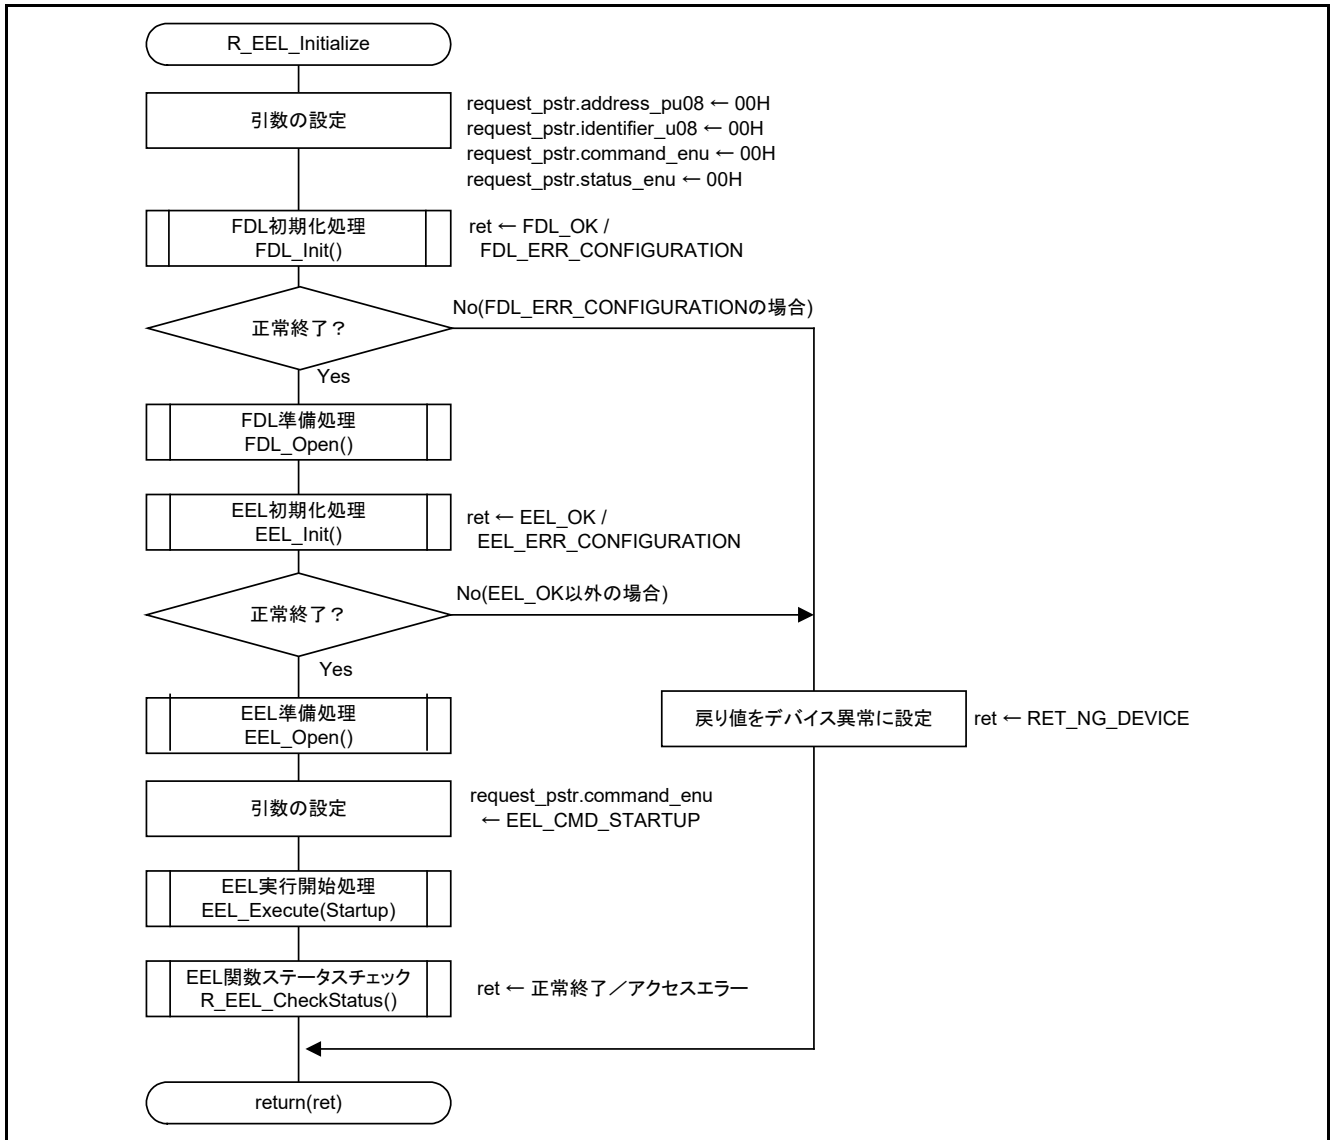 R_EEL_Initialize
引数の設定
request_pstr.address_pu08 ← 00H
request_pstr.identifier_u08 ← 00H
request_pstr.command_enu ← 00H
request_pstr.status_enu ← 00H
FDL初期化処理
FDL_Init()
ret ← FDL_OK /
FDL_ERR_CONFIGURATION
正常終了？
No(FDL_ERR_CONFIGURATIONの場合)
Yes
FDL準備処理
FDL_Open()
EEL初期化処理
EEL_Init()
ret ← EEL_OK /
EEL_ERR_CONFIGURATION
正常終了？
No(EEL_OK以外の場合)
Yes
EEL準備処理
EEL_Open()
戻り値をデバイス異常に設定
ret ← RET_NG_DEVICE
引数の設定
request_pstr.command_enu
← EEL_CMD_STARTUP
EEL実行開始処理
EEL_Execute(Startup)
EEL関数ステータスチェック
R_EEL_CheckStatus()
ret ← 正常終了／アクセスエラー
return(ret)